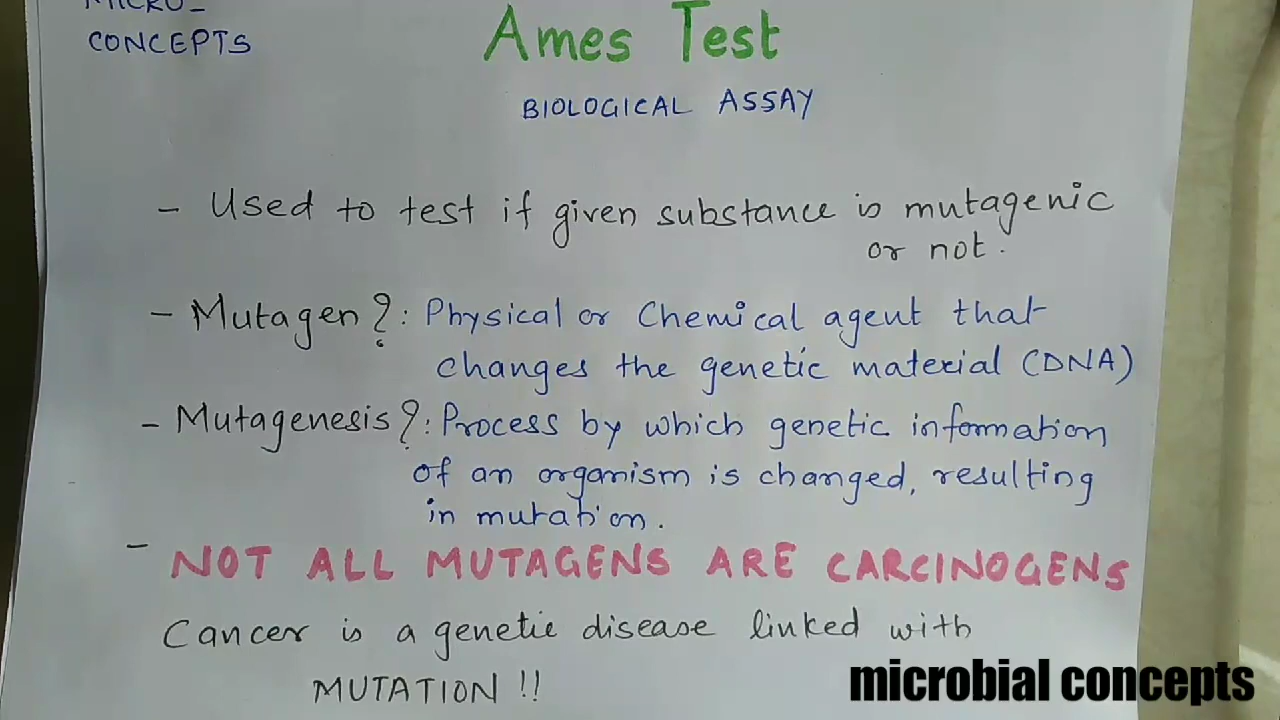 MICRO-
CONCEPTS
Ames Test
BIOLOGICAL ASSAY
- Used to test if given substance is mutagenic
or not.
- Mutagen?: Physical or Chemical agent that
changes the genetic material (DNA)
- Mutagenesis?: Process by which genetic information
of an organism is changed, resulting
in mutation.
- NOT ALL MUTAGENS ARE CARCINOGENS
Cancer is a genetic disease linked with
MUTATION !!
microbial concepts